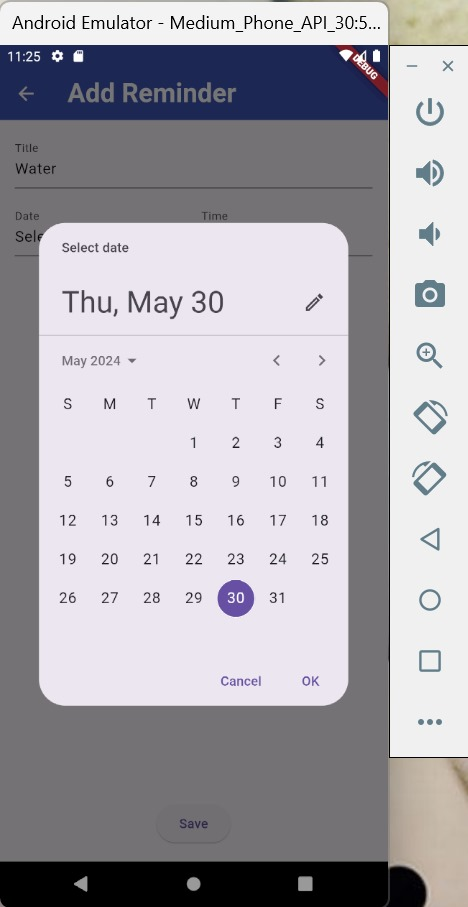 Android Emulator - Medium_Phone_API_30:5...
11:25
DEBUG
Add Reminder
Title
Water
Date Time
Sele
Select date
Thu, May 30
May 2024
S M T W T F S
1 2 3 4
5 6 7 8 9 10 11
12 13 14 15 16 17 18
19 20 21 22 23 24 25
26 27 28 29 30 31
Cancel OK
Save